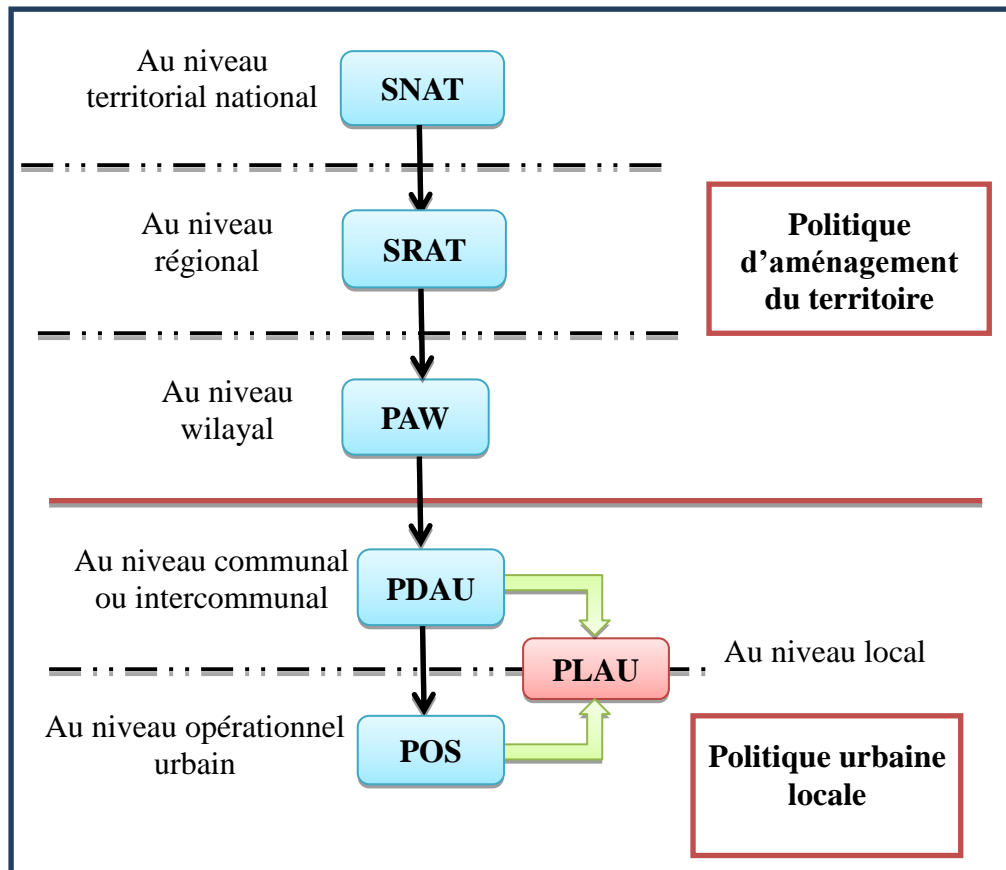 Au niveau
territorial national
SNAT
Au niveau
régional
SRAT
Politique
d’aménagement
du territoire
Au niveau
wilayal
PAW
Au niveau communal
ou intercommunal
PDAU
PLAU
Au niveau local
Au niveau opérationnel
urbain
POS
Politique urbaine
locale